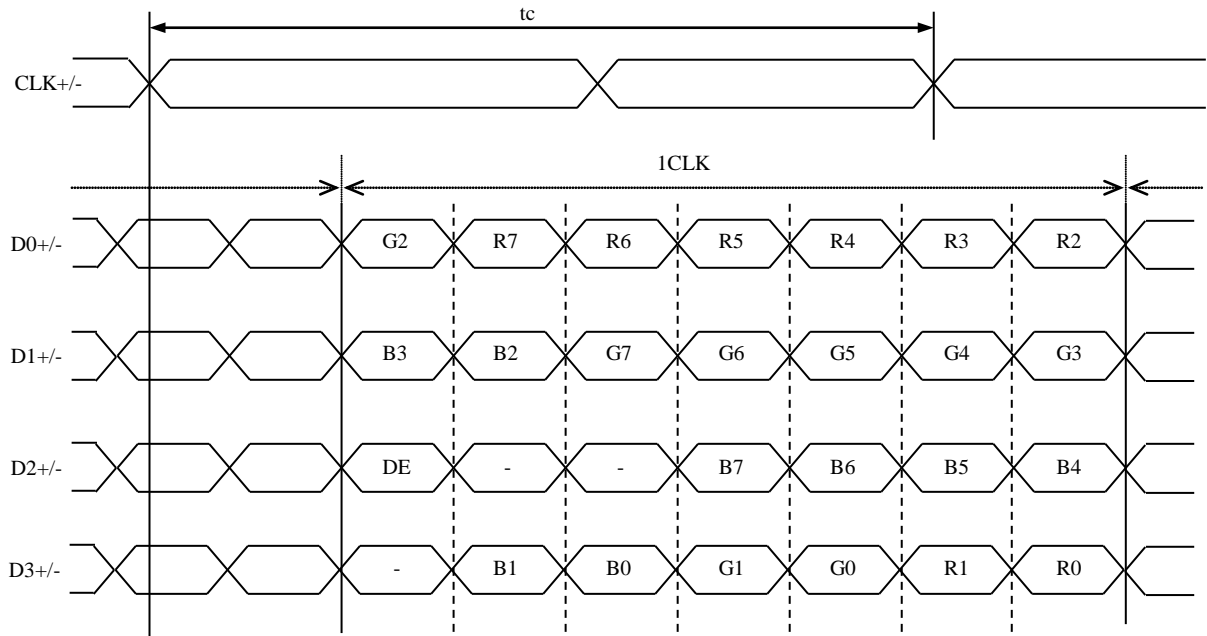 tc
CLK+/-
1CLK
D0+/- G2 R7 R6 R5 R4 R3 R2
D1+/- B3 B2 G7 G6 G5 G4 G3
D2+/- DE - - B7 B6 B5 B4
D3+/- - B1 B0 G1 G0 R1 R0